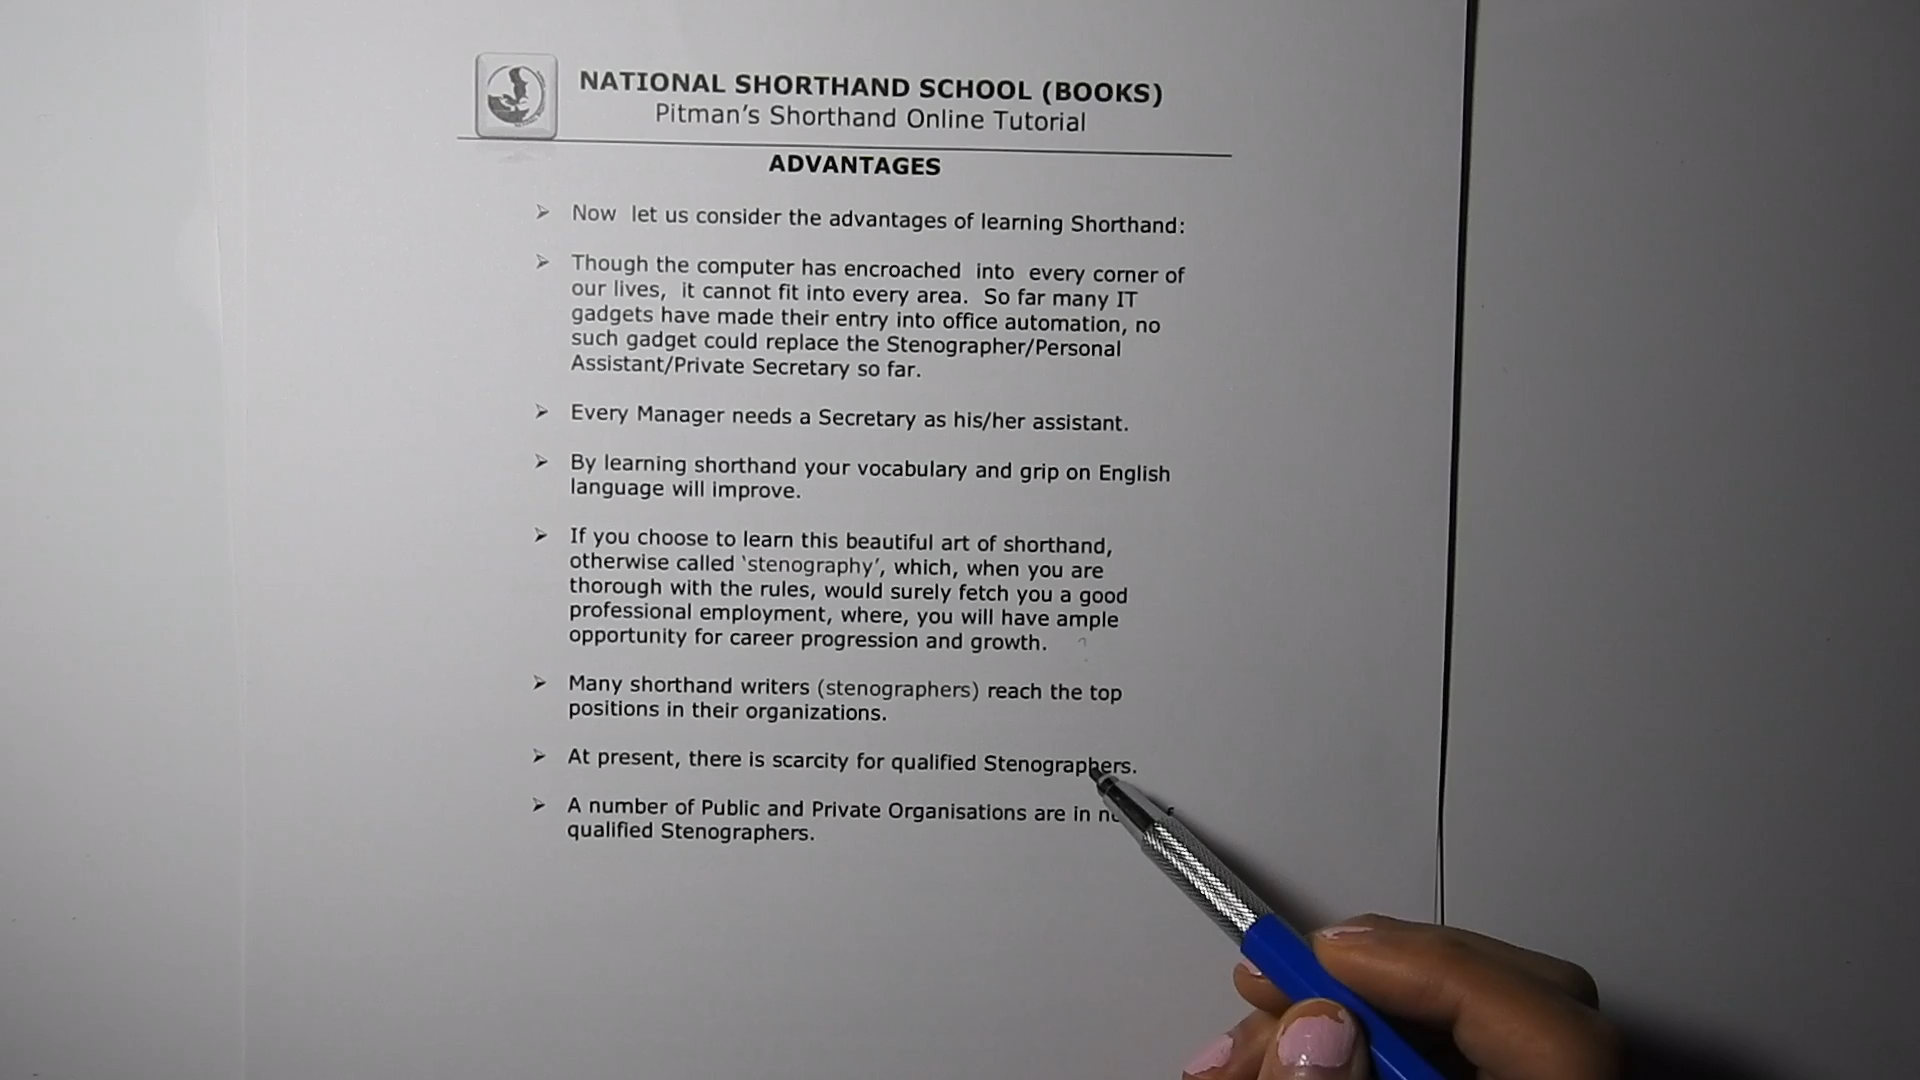 NATIONAL SHORTHAND SCHOOL (BOOKS)
Pitman's Shorthand Online Tutorial
ADVANTAGES
➢ Now let us consider the advantages of learning Shorthand:
➢ Though the computer has encroached into every corner of
our lives, it cannot fit into every area. So far many IT
gadgets have made their entry into office automation, no
such gadget could replace the Stenographer/Personal
Assistant/Private Secretary so far.
➢ Every Manager needs a Secretary as his/her assistant.
➢ By learning shorthand your vocabulary and grip on English
language will improve.
➢ If you choose to learn this beautiful art of shorthand,
otherwise called ‘stenography’, which, when you are
thorough with the rules, would surely fetch you a good
professional employment, where, you will have ample
opportunity for career progression and growth.
➢ Many shorthand writers (stenographers) reach the top
positions in their organizations.
➢ At present, there is scarcity for qualified Stenographers.
➢ A number of Public and Private Organisations are in
qualified Stenographers.